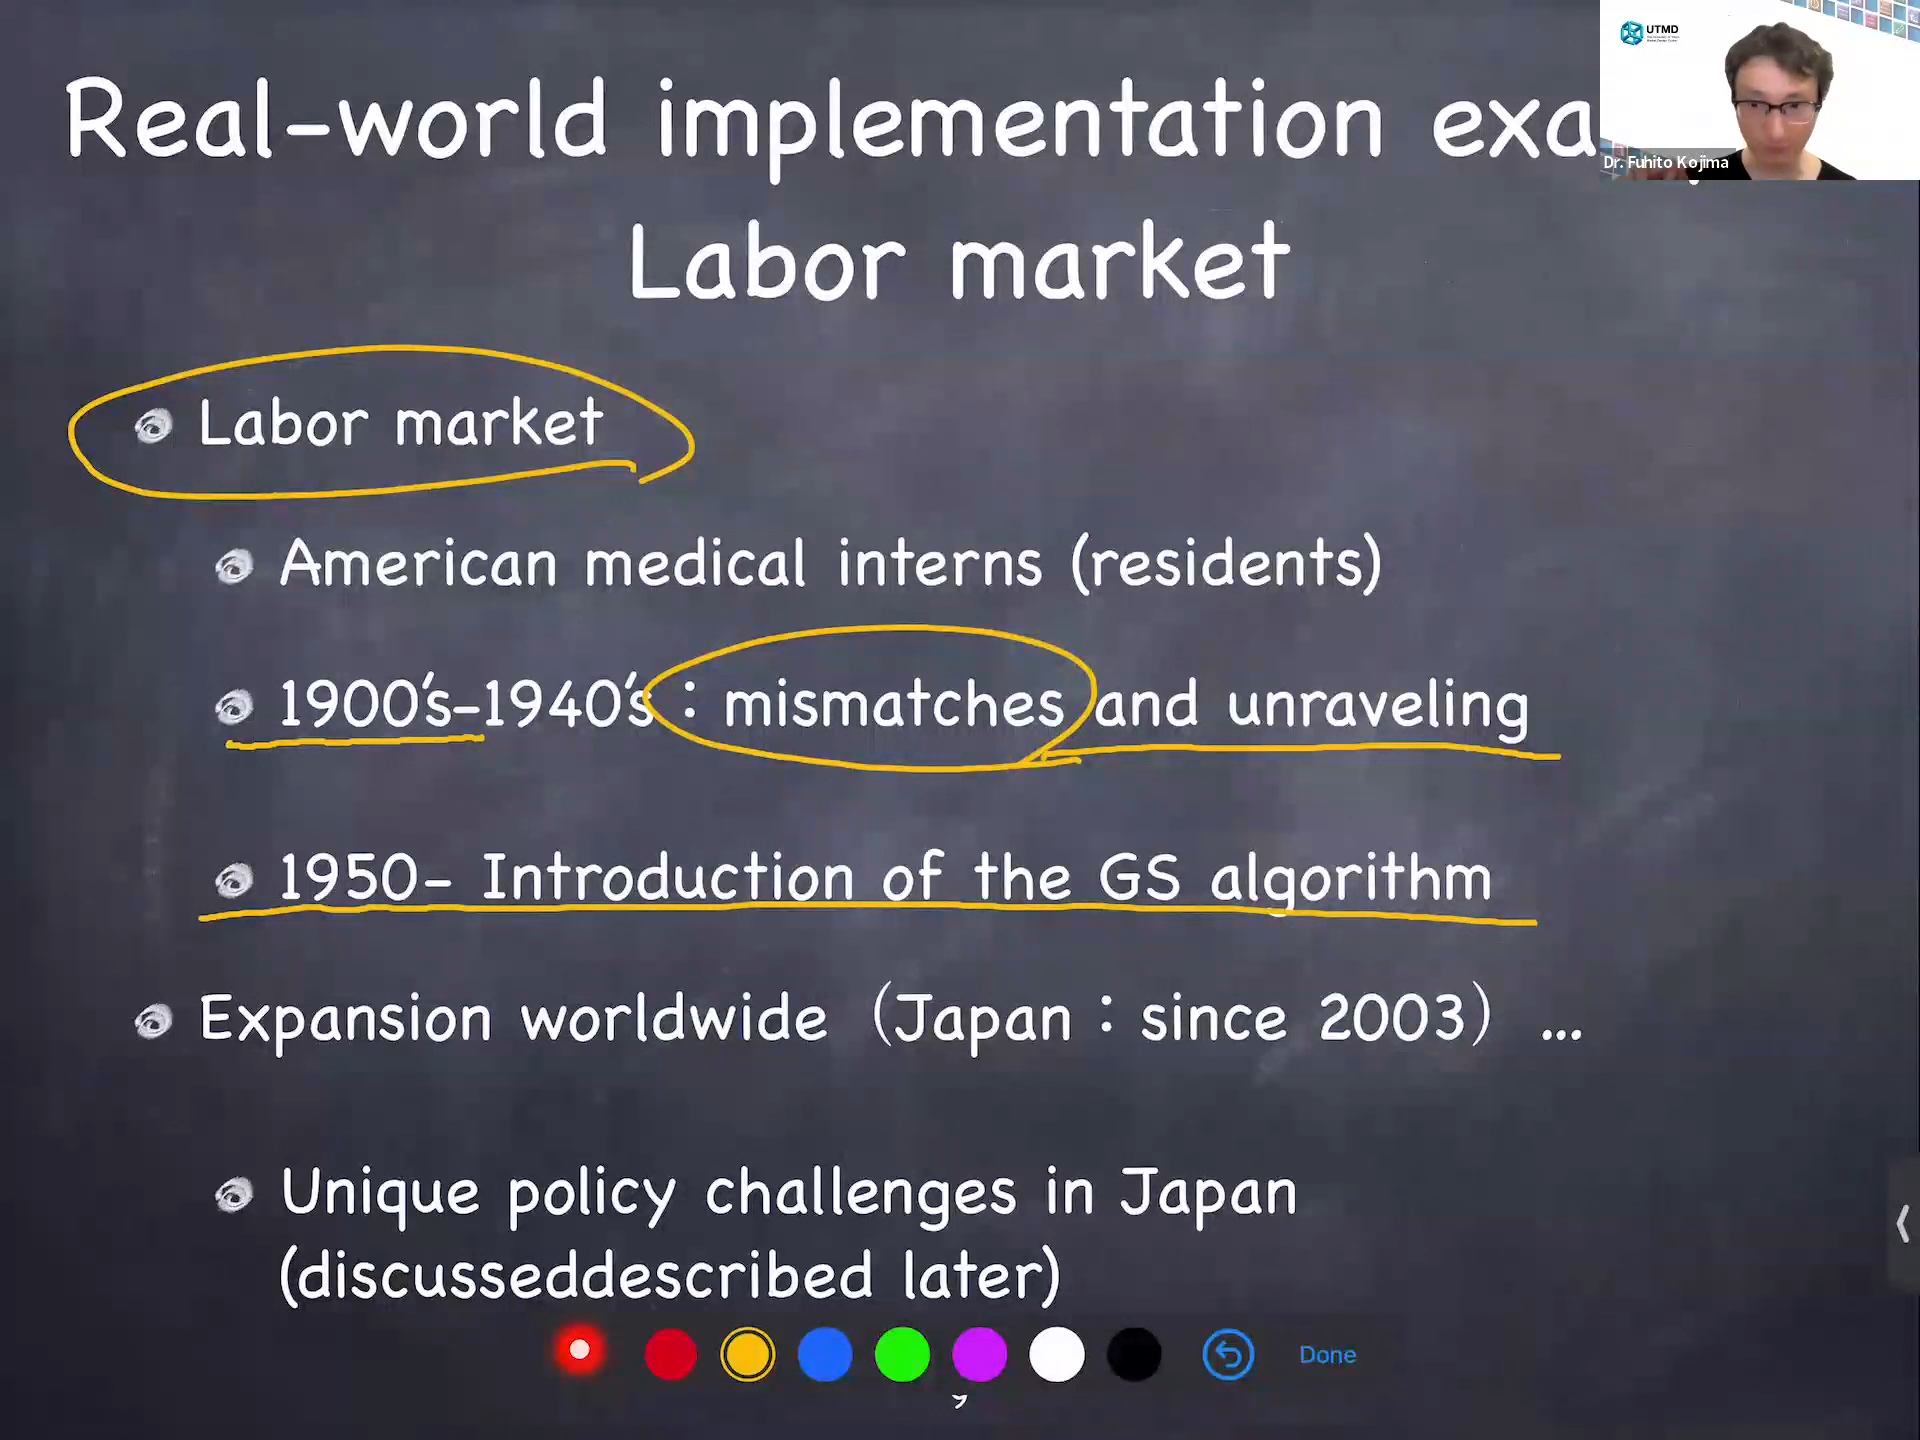 Real-world implementation exa
Labor market
Labor market
American medical interns (residents)
1900's-1940's：mismatches and unraveling
1950- Introduction of the GS algorithm
Expansion worldwide（Japan：since 2003） ...
Unique policy challenges in Japan
(discusseddescribed later)
UTMD
Dr. Fuhito Kojima
Done
7